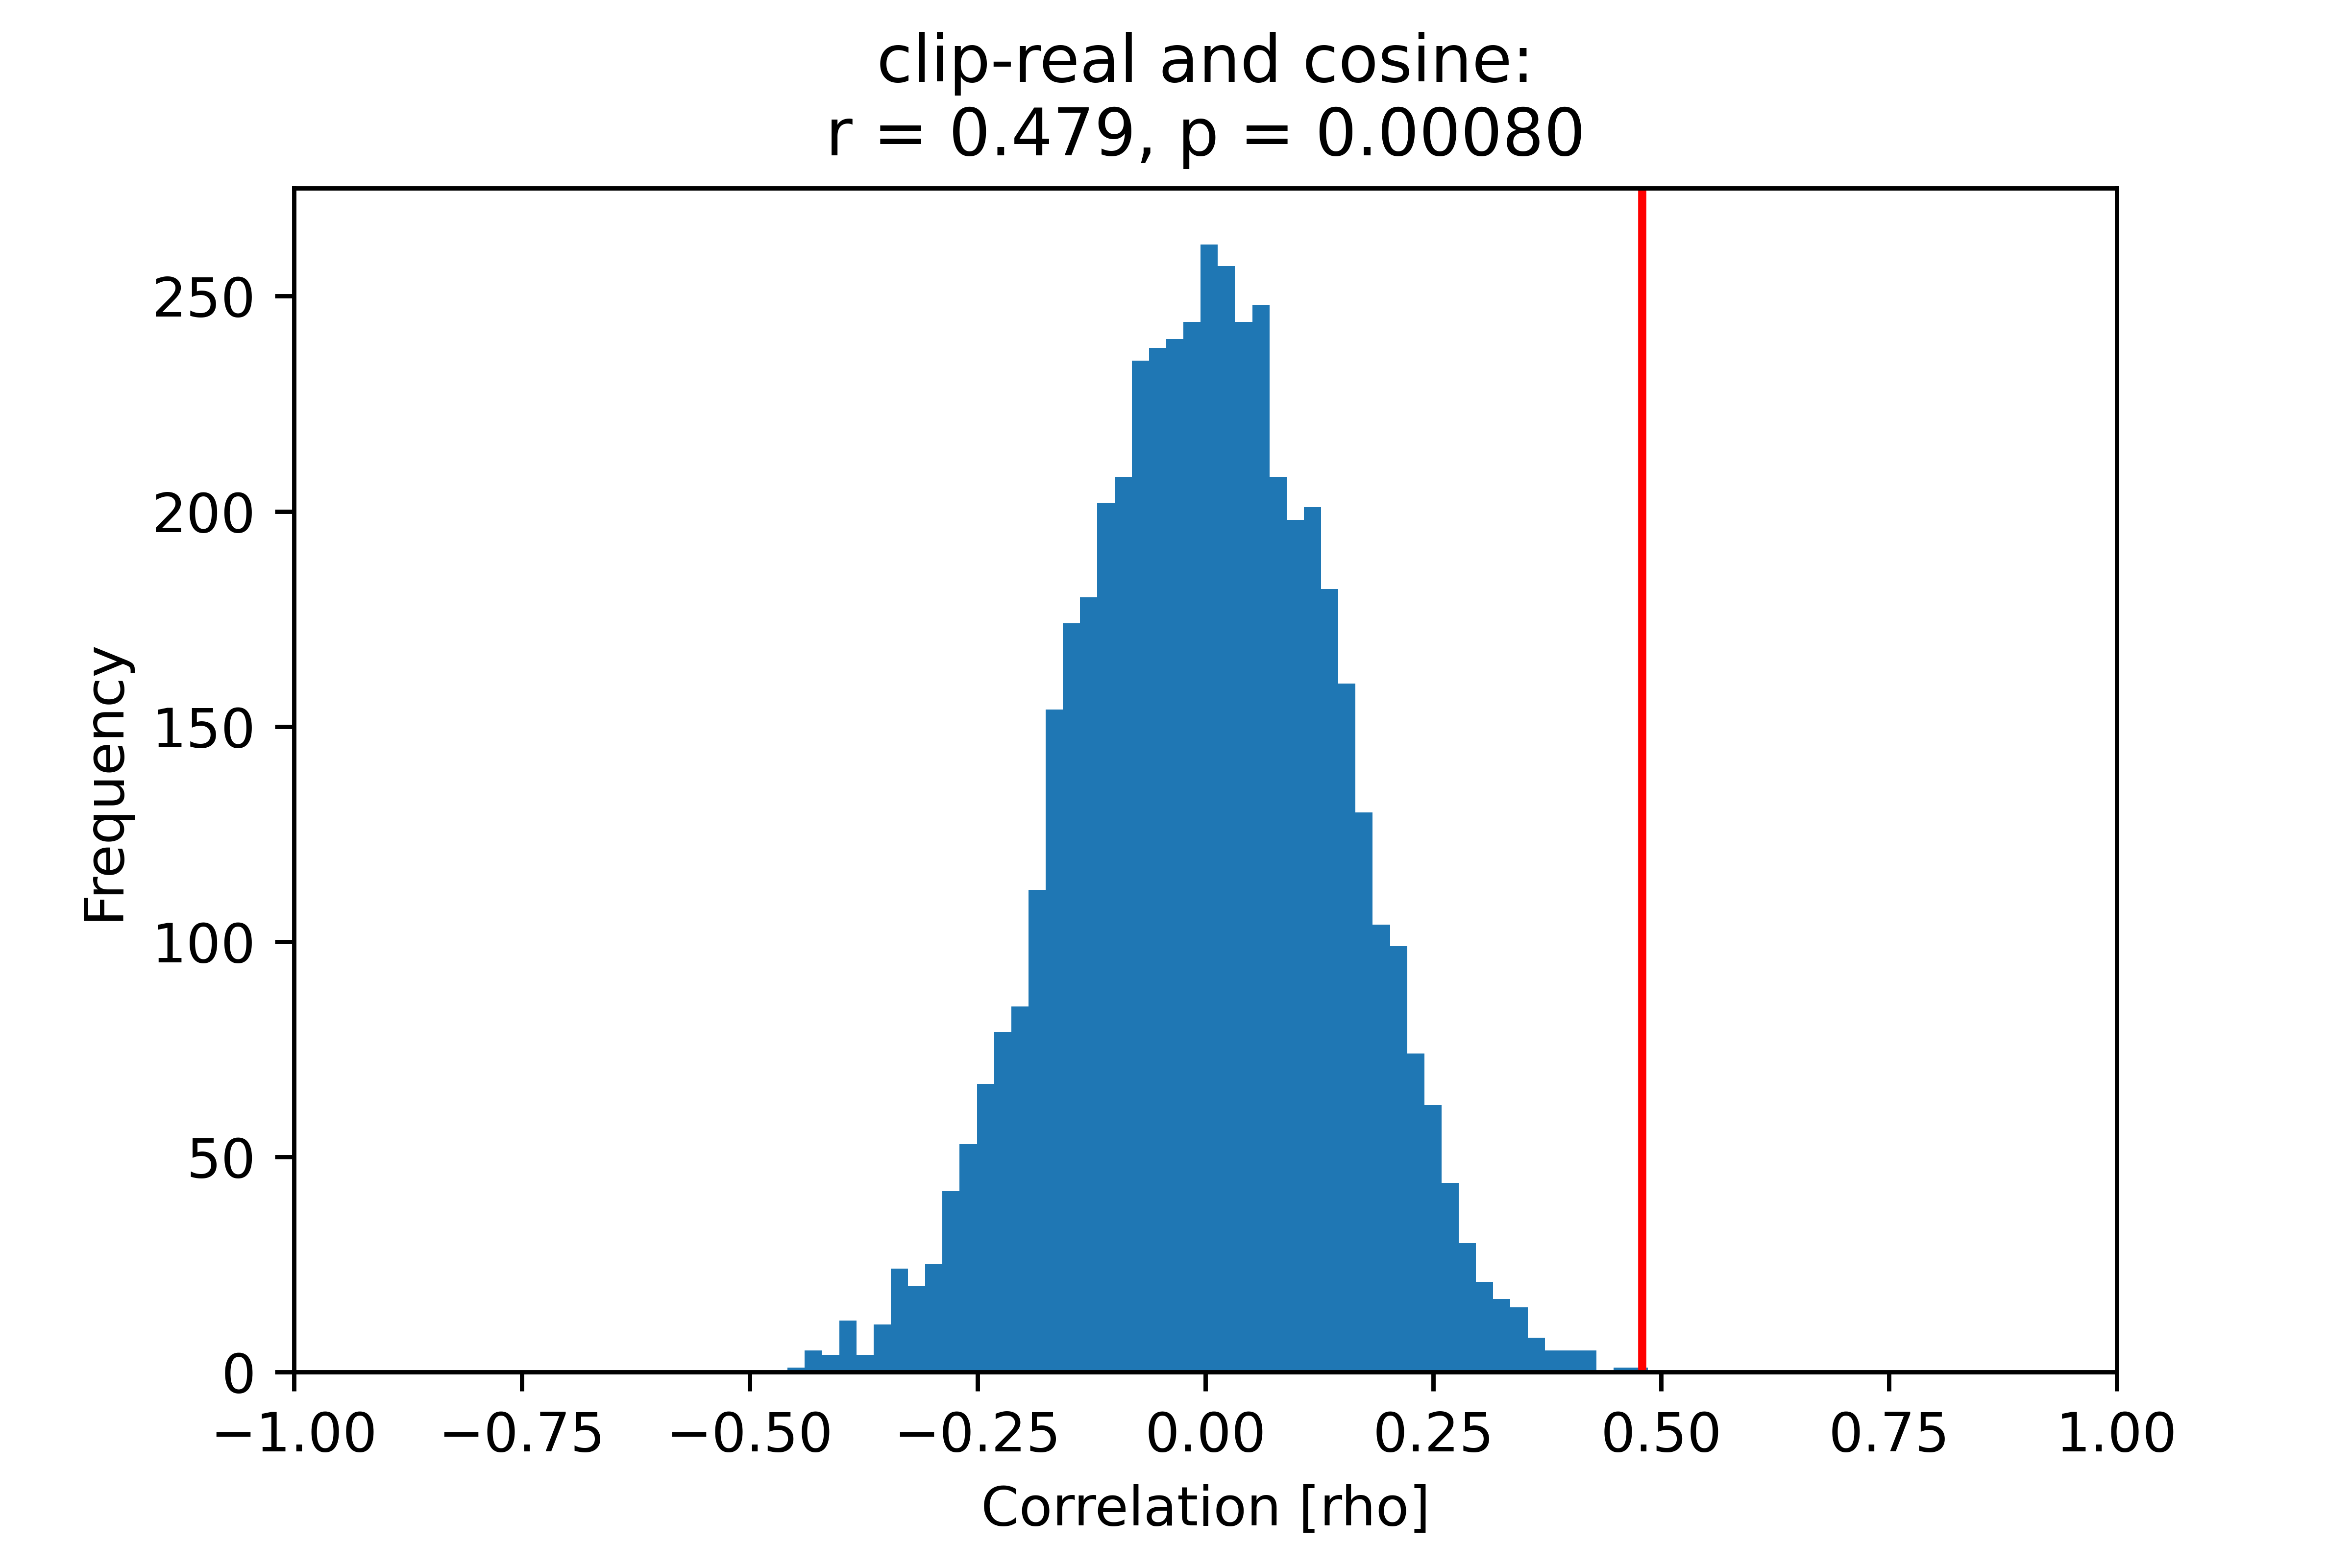 clip-real and cosine:
r = 0.479, p = 0.00080
250
200
150
100
50
0
Frequency
−1.00 −0.75 −0.50 −0.25 0.00 0.25 0.50 0.75 1.00
Correlation [rho]